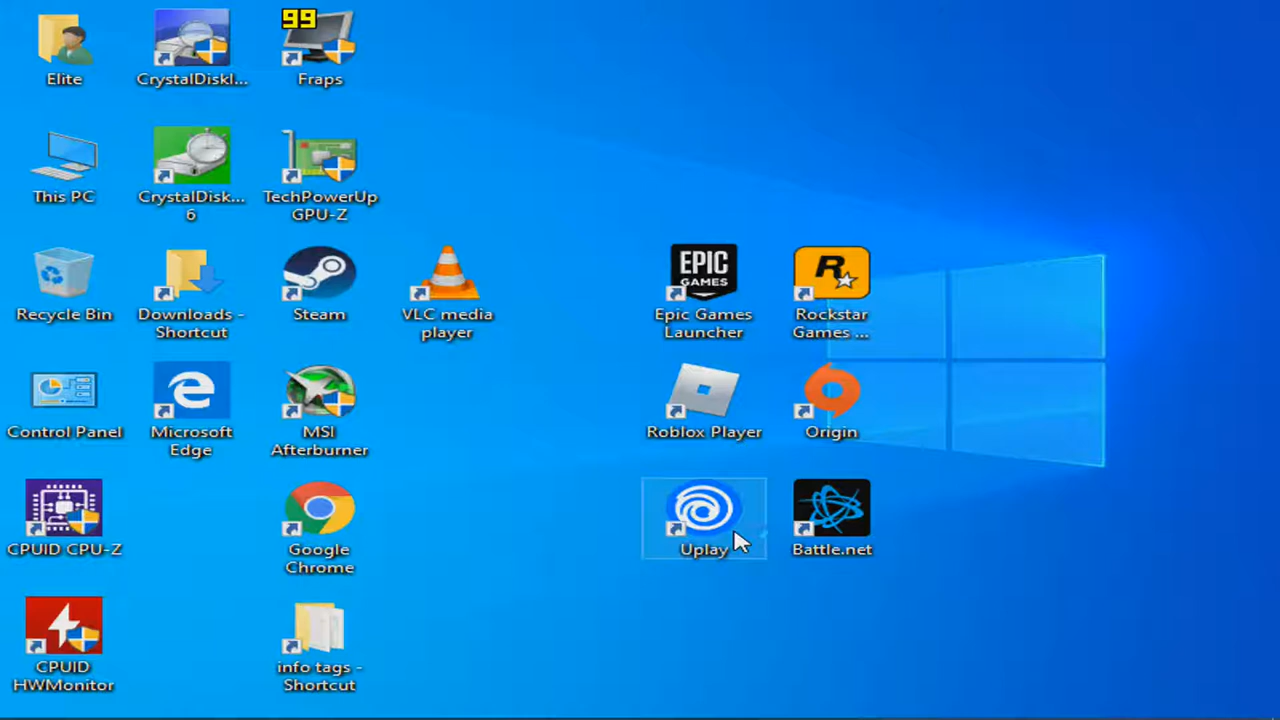 99
Elite
CrystalDiskI...
Fraps
This PC
CrystalDisk...
6
TechPowerUp
GPU-Z
Recycle Bin
Downloads -
Shortcut
Steam
VLC media
player
EPIC
GAMES
Epic Games
Launcher
R
Rockstar
Games ...
Control Panel
Microsoft
Edge
MSI
Afterburner
Roblox Player
Origin
CPUID CPU-Z
Google
Chrome
Uplay
Battle.net
CPUID
HWMonitor
info tags -
Shortcut